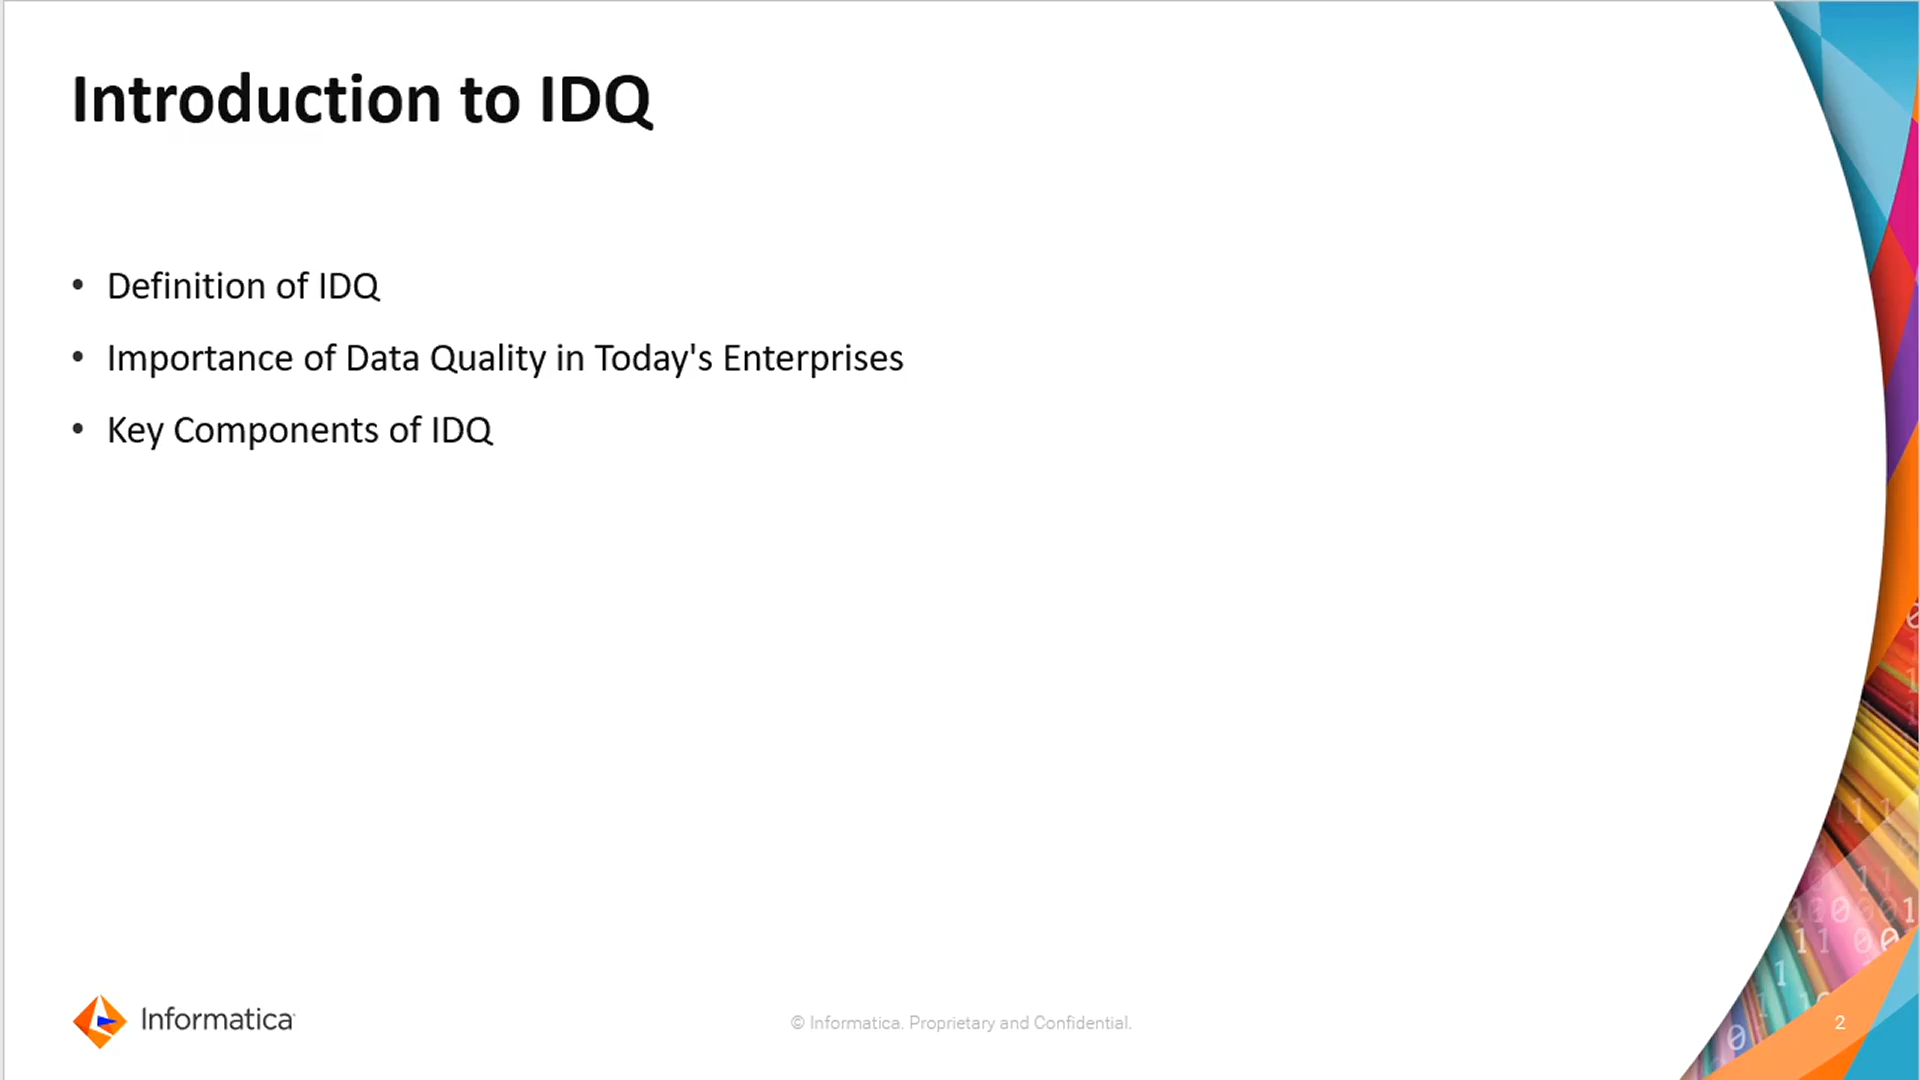 Introduction to IDQ
• Definition of IDQ
• Importance of Data Quality in Today's Enterprises
• Key Components of IDQ
Informatica
© Informatica. Proprietary and Confidential.
2